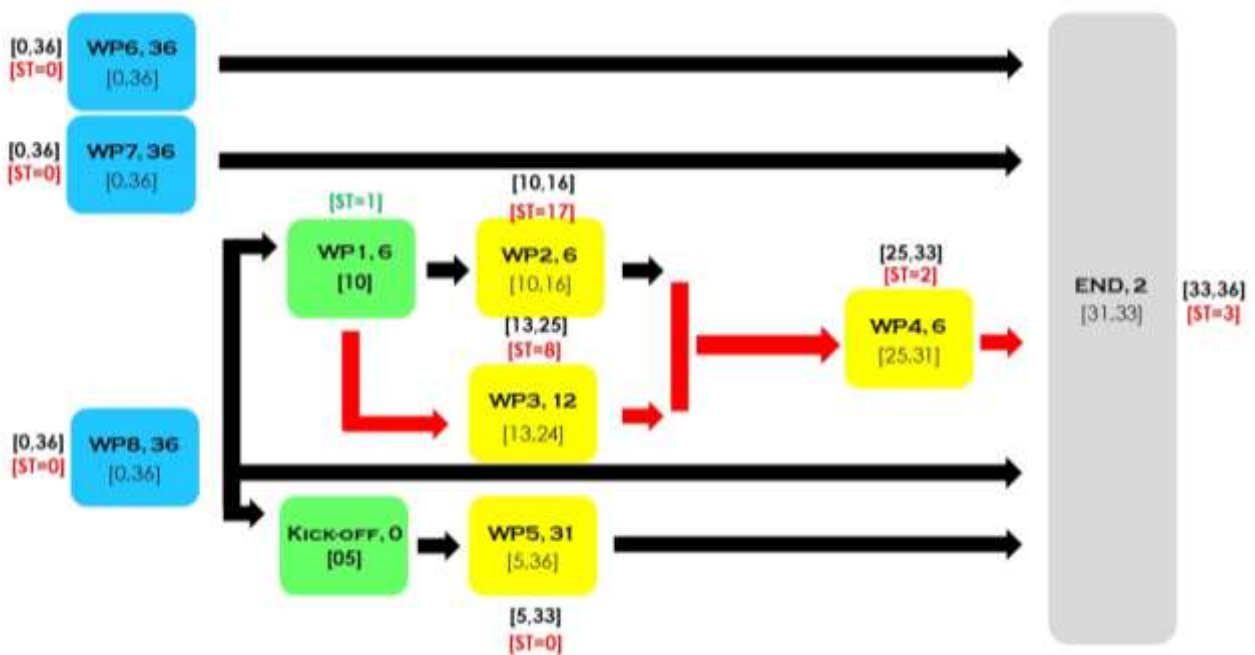 [0,36]
[ST=0]
WP6, 36
[0,36]
[0,36]
[ST=0]
WP7, 36
[0,36]
[ST=1]
WP1, 6
[10]
[10,16]
[ST=17]
WP2, 6
[10,16]
[13,25]
[ST=8]
WP3, 12
[13,24]
[25,33]
[ST=2]
WP4, 6
[25,31]
END, 2
[31,33]
[33,36]
[ST=3]
[0,36]
[ST=0]
WP8, 36
[0,36]
KICK-OFF, 0
[05]
WP5, 31
[5,36]
[5,33]
[ST=0]